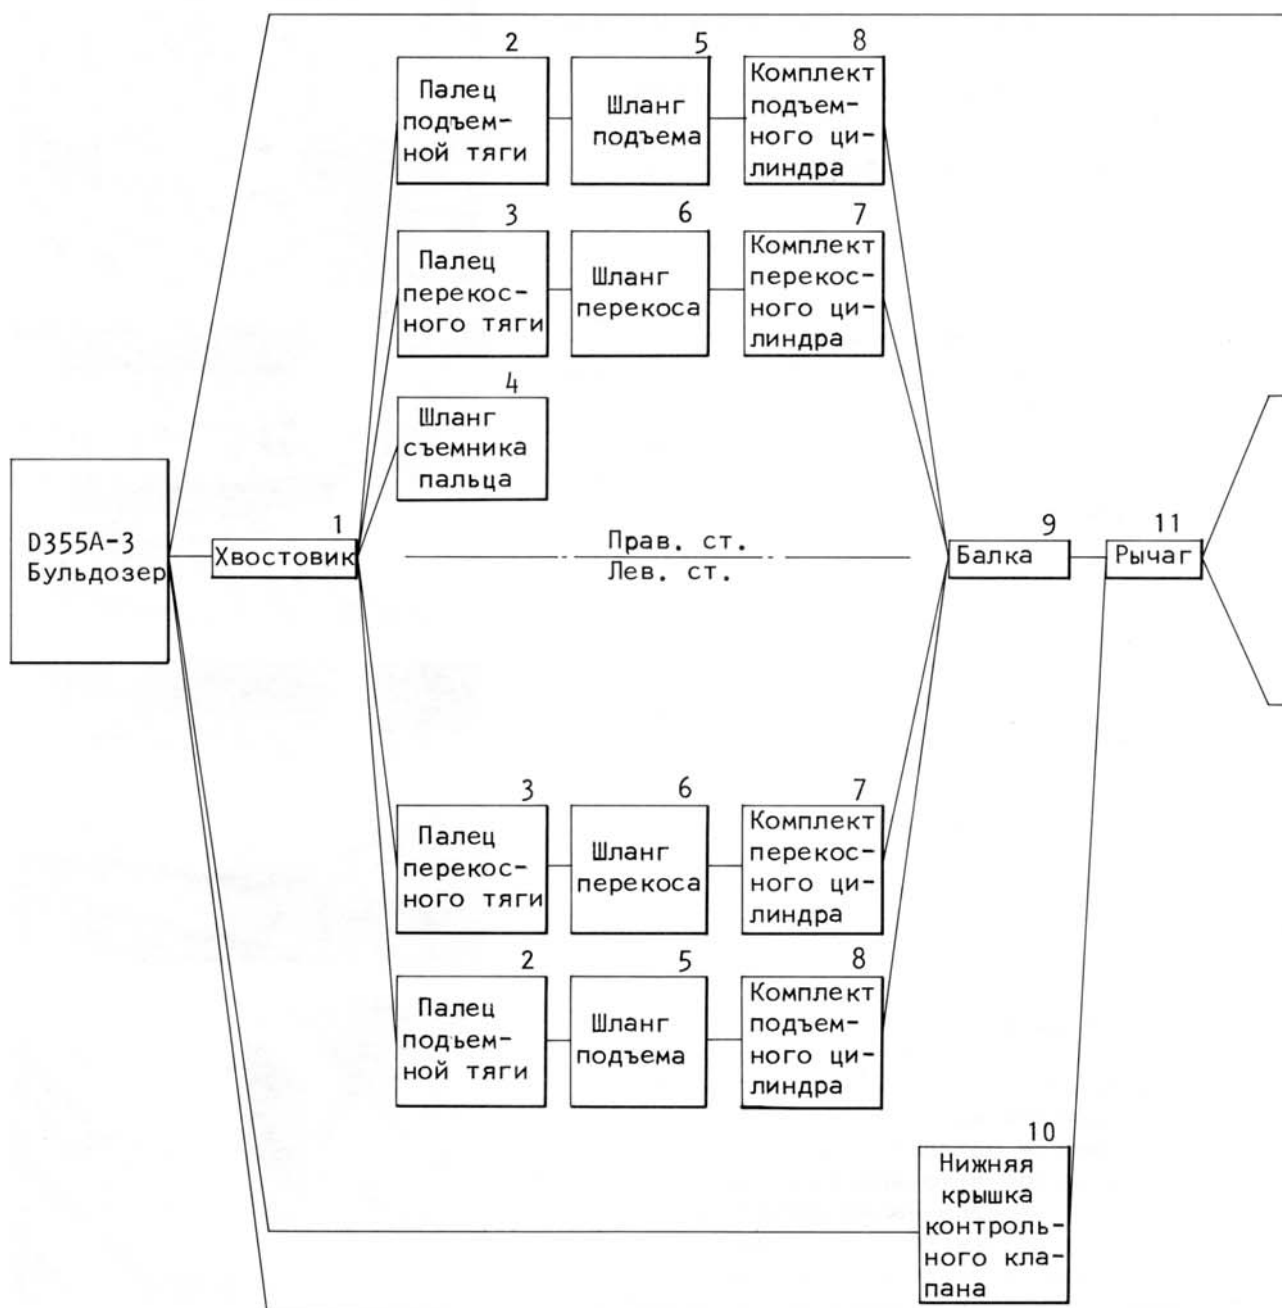 2
Палец
подъем-
ной тяги
5
Шланг
подъема
8
Комплект
подъем-
ного ци-
линдра
3
Палец
перекос-
ного тяги
6
Шланг
перекоса
7
Комплект
перекос-
ного ци-
линдра
4
Шланг
съемника
пальца
D355A-3
Бульдозер
1
Хвостовик
Прав. ст.
Лев. ст.
9
Балка
11
Рычаг
3
Палец
перекос-
ного тяги
6
Шланг
перекоса
7
Комплект
перекос-
ного ци-
линдра
2
Палец
подьем-
ной тяги
5
Шланг
подъема
8
Комплект
подъем-
ного ци-
линдра
10
Нижняя
крышка
контроль-
ного кла-
пана